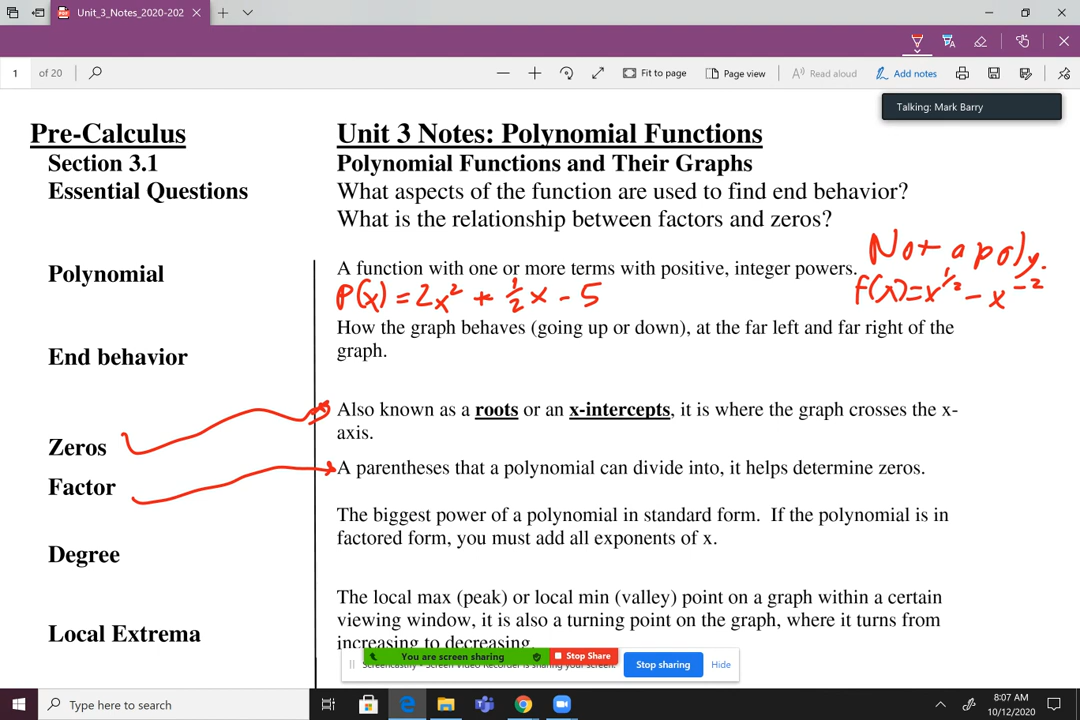 Unit_3_Notes_2020-202
1 of 20
Fit to page
Page view
Read aloud
Add notes
Talking: Mark Barry
Pre-Calculus
Unit 3 Notes: Polynomial Functions
Section 3.1
Polynomial Functions and Their Graphs
Essential Questions
What aspects of the function are used to find end behavior?
What is the relationship between factors and zeros?
Not a poly.
Polynomial
A function with one or more terms with positive, integer powers.
P(x) = 2x² + ½x - 5
f(x) = x^1/2 - x^-2
How the graph behaves (going up or down), at the far left and far right of the
graph.
End behavior
Also known as a roots or an x-intercepts, it is where the graph crosses the x-
axis.
Zeros
A parentheses that a polynomial can divide into, it helps determine zeros.
Factor
The biggest power of a polynomial in standard form. If the polynomial is in
factored form, you must add all exponents of x.
Degree
The local max (peak) or local min (valley) point on a graph within a certain
viewing window, it is also a turning point on the graph, where it turns from
increasing to decreasing.
Local Extrema
You are screen sharing
Stop Share
Screencastify - Screen Video Recorder is sharing your screen.
Stop sharing
Hide
Type here to search
8:07 AM
10/12/2020